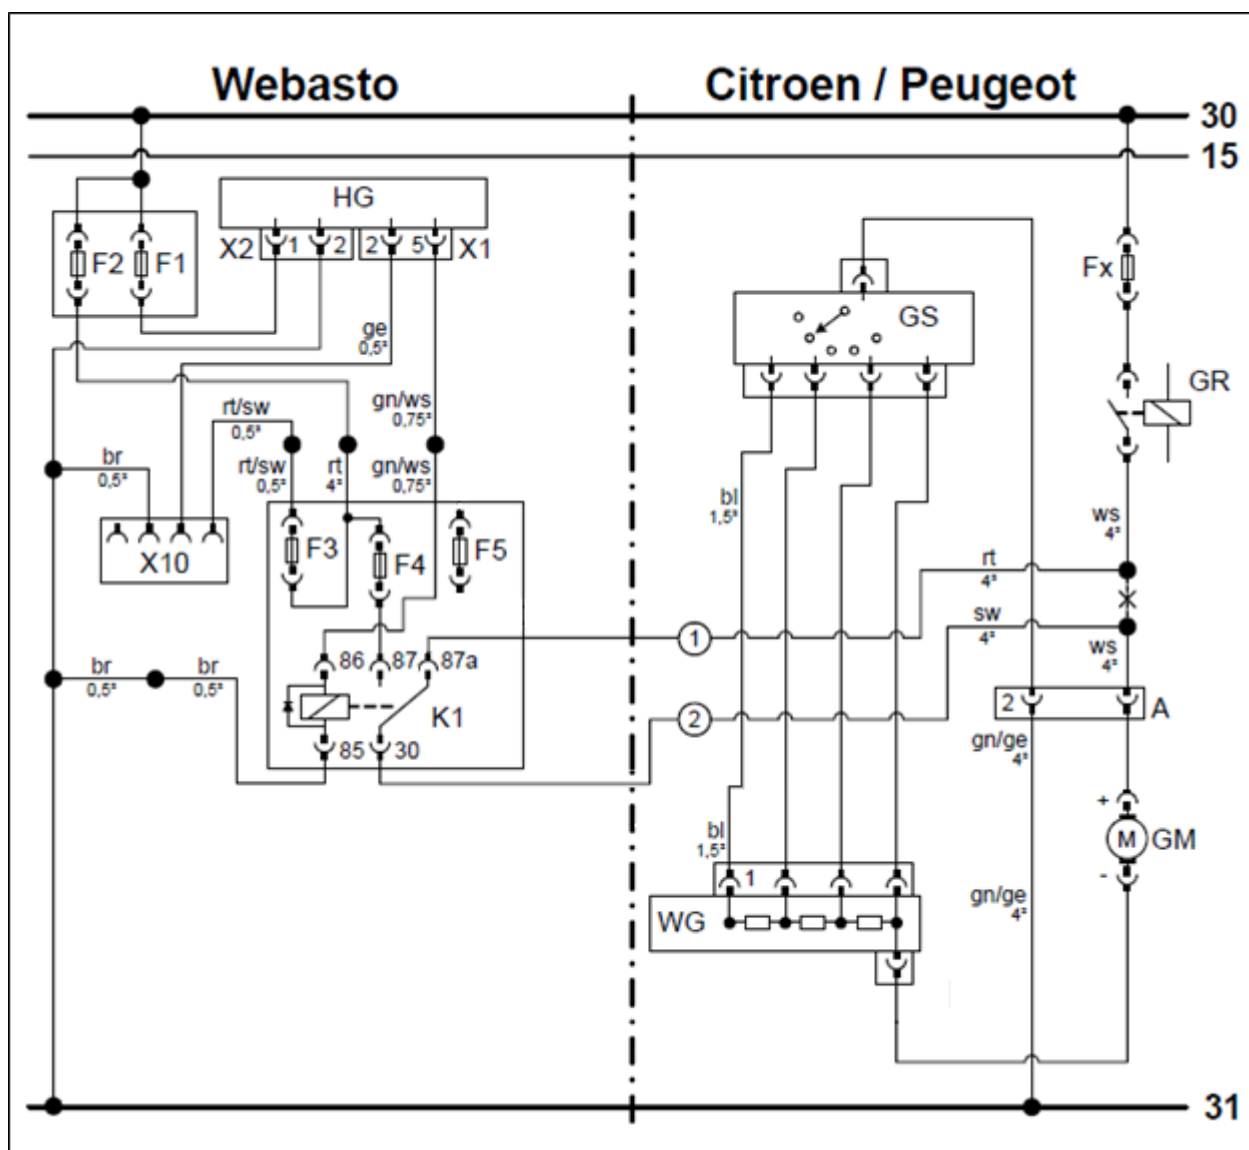 Webasto
Citroen / Peugeot
30
15
HG
X2 1 2 2 5 X1
F2 F1
GS
Fx
GR
ge
0,5²
rt/sw
0,5²
gn/ws
0,75²
br
0,5²
rt/sw
0,5²
rt
4²
gn/ws
0,75²
bl
1,5²
ws
4²
X10
F3
F4
F5
rt
4²
sw
4²
1
ws
4²
br
0,5²
br
0,5²
86 87 87a
K1
2
2 A
85 30
gn/ge
4²
bl
1,5²
+
M GM
-
1
gn/ge
4²
WG
31